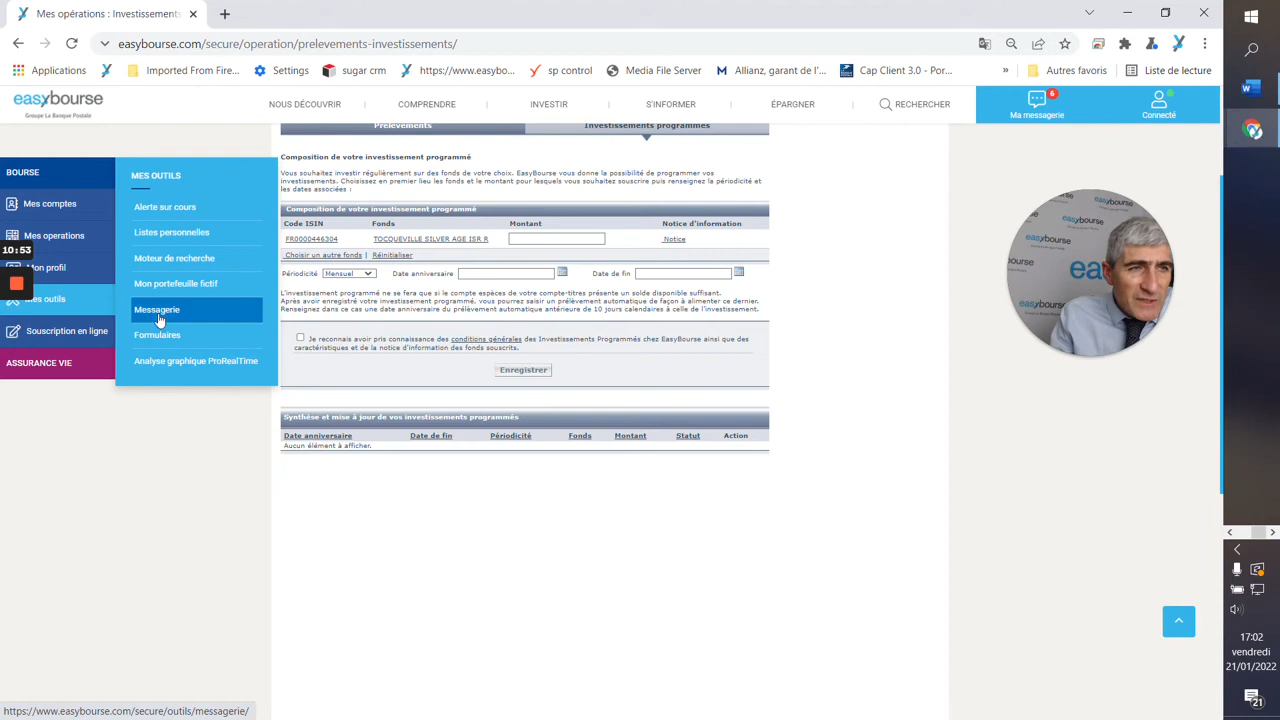 Mes opérations : Investissements
easybourse.com/secure/operation/prelevements-investissements/
Applications
Imported From Fire...
Settings
sugar crm
https://www.easybo...
sp control
Media File Server
Allianz, garant de l'...
Cap Client 3.0 - Por...
»
Autres favoris
Liste de lecture
easybourse
Groupe La Banque Postale
NOUS DÉCOUVRIR
COMPRENDRE
INVESTIR
S'INFORMER
ÉPARGNER
RECHERCHER
6
Ma messagerie
Connecté
Prélèvements
Investissements programmés
BOURSE
Mes comptes
Mes opérations
10:53
Mon profil
Mes outils
Souscription en ligne
ASSURANCE VIE
MES OUTILS
Alerte sur cours
Listes personnelles
Moteur de recherche
Mon portefeuille fictif
Messagerie
Formulaires
Analyse graphique ProRealTime
Composition de votre investissement programmé
Vous souhaitez investir régulièrement sur des fonds de votre choix. EasyBourse vous donne la possibilité de programmer vos
investissements. Choisissez en premier lieu les fonds et le montant pour lesquels vous souhaitez souscrire puis renseignez la périodicité et
les dates associées :
Composition de votre investissement programmé
Code ISIN Fonds Montant Notice d'information
FR0000446304 TOCQUEVILLE SILVER AGE ISR R Notice
Choisir un autre fonds | Réinitialiser
Périodicité Mensuel Date anniversaire Date de fin
L'investissement programmé ne se fera que si le compte espèces de votre compte-titres présente un solde disponible suffisant.
Après avoir enregistré votre investissement programmé, vous pourrez saisir un prélèvement automatique de façon à alimenter ce dernier.
Renseignez dans ce cas une date anniversaire du prélèvement automatique antérieure de 10 jours calendaires à celle de l'investissement.
Je reconnais avoir pris connaissance des conditions générales des Investissements Programmés chez EasyBourse ainsi que des
caractéristiques et de la notice d'information des fonds souscrits.
Enregistrer
Synthèse et mise à jour de vos investissements programmés
Date anniversaire Date de fin Périodicité Fonds Montant Statut Action
Aucun élément à afficher.
easybourse
easybourse
easybourse
https://www.easybourse.com/secure/outils/messagerie/
17:02
vendredi
21/01/2022
21